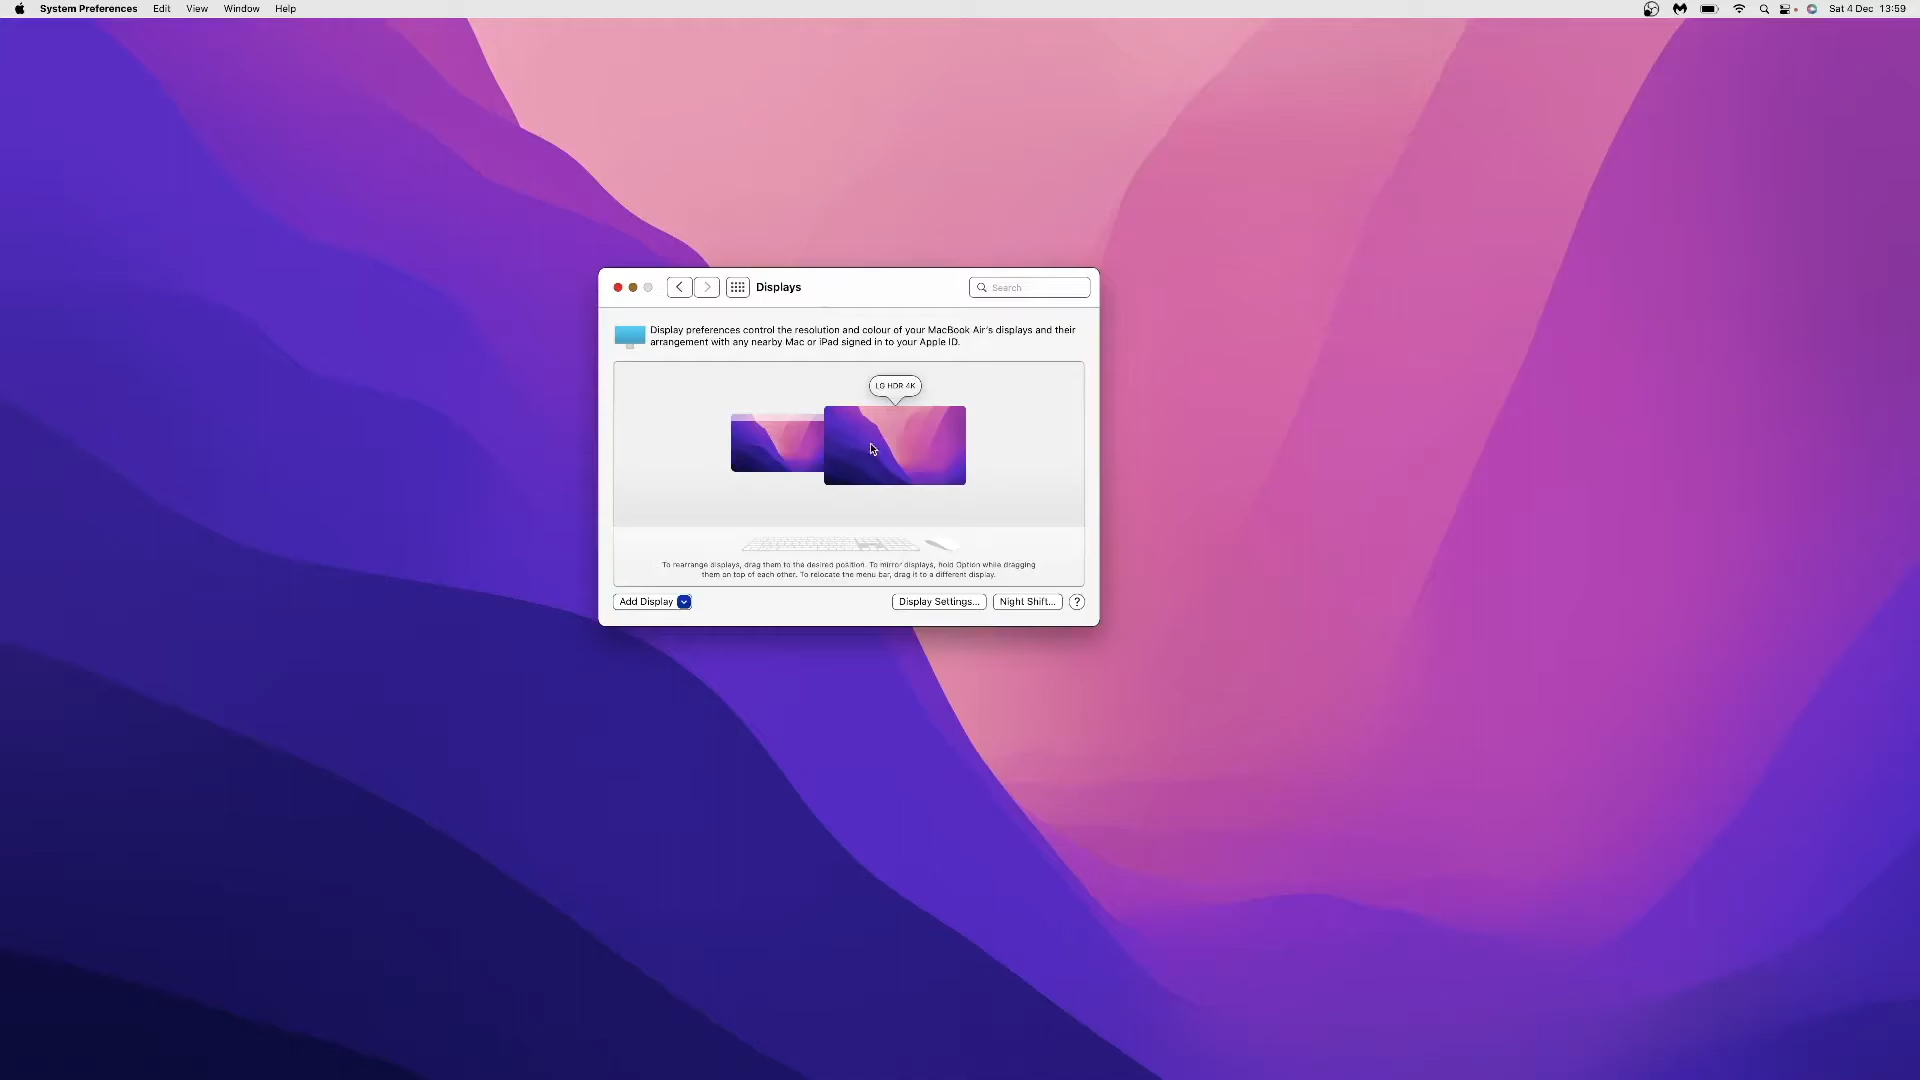 System Preferences Edit View Window Help Sat 4 Dec 13:59
Displays Search
Display preferences control the resolution and colour of your MacBook Air's displays and their
arrangement with any nearby Mac or iPad signed in to your Apple ID.
LG HDR 4K
To rearrange displays, drag them to the desired position. To mirror displays, hold Option while dragging
them on top of each other. To relocate the menu bar, drag it to a different display.
Add Display Display Settings... Night Shift... ?